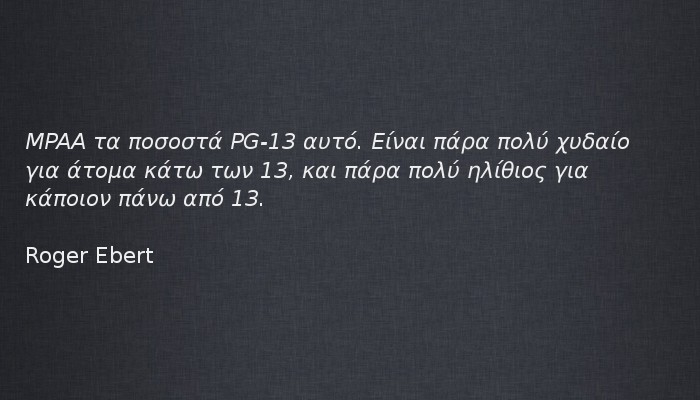 MPAA τα ποσοστά PG-13 αυτό. Είναι πάρα πολύ χυδαίο
για άτομα κάτω των 13, και πάρα πολύ ηλίθιος για
κάποιον πάνω από 13.
Roger Ebert